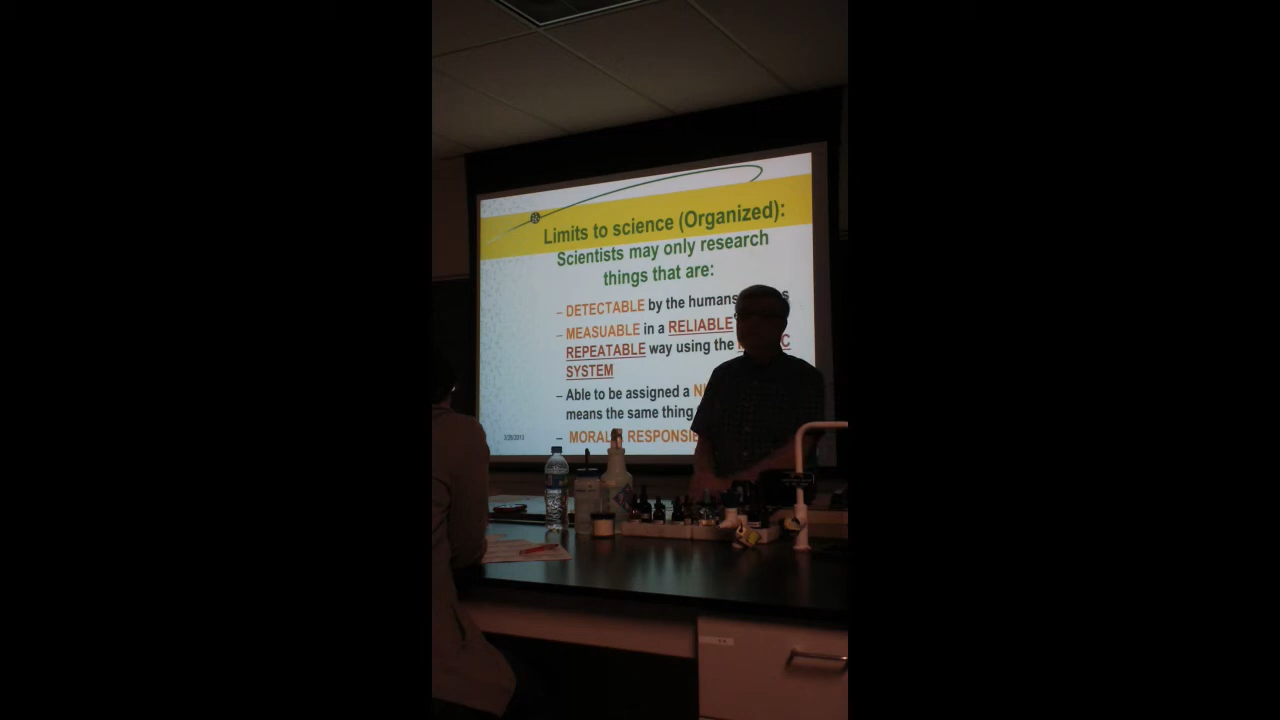 Limits to science (Organized):
Scientists may only research
things that are:
– DETECTABLE by the humans
– MEASUABLE in a RELIABLE
REPEATABLE way using the
SYSTEM
– Able to be assigned a
means the same thing
–